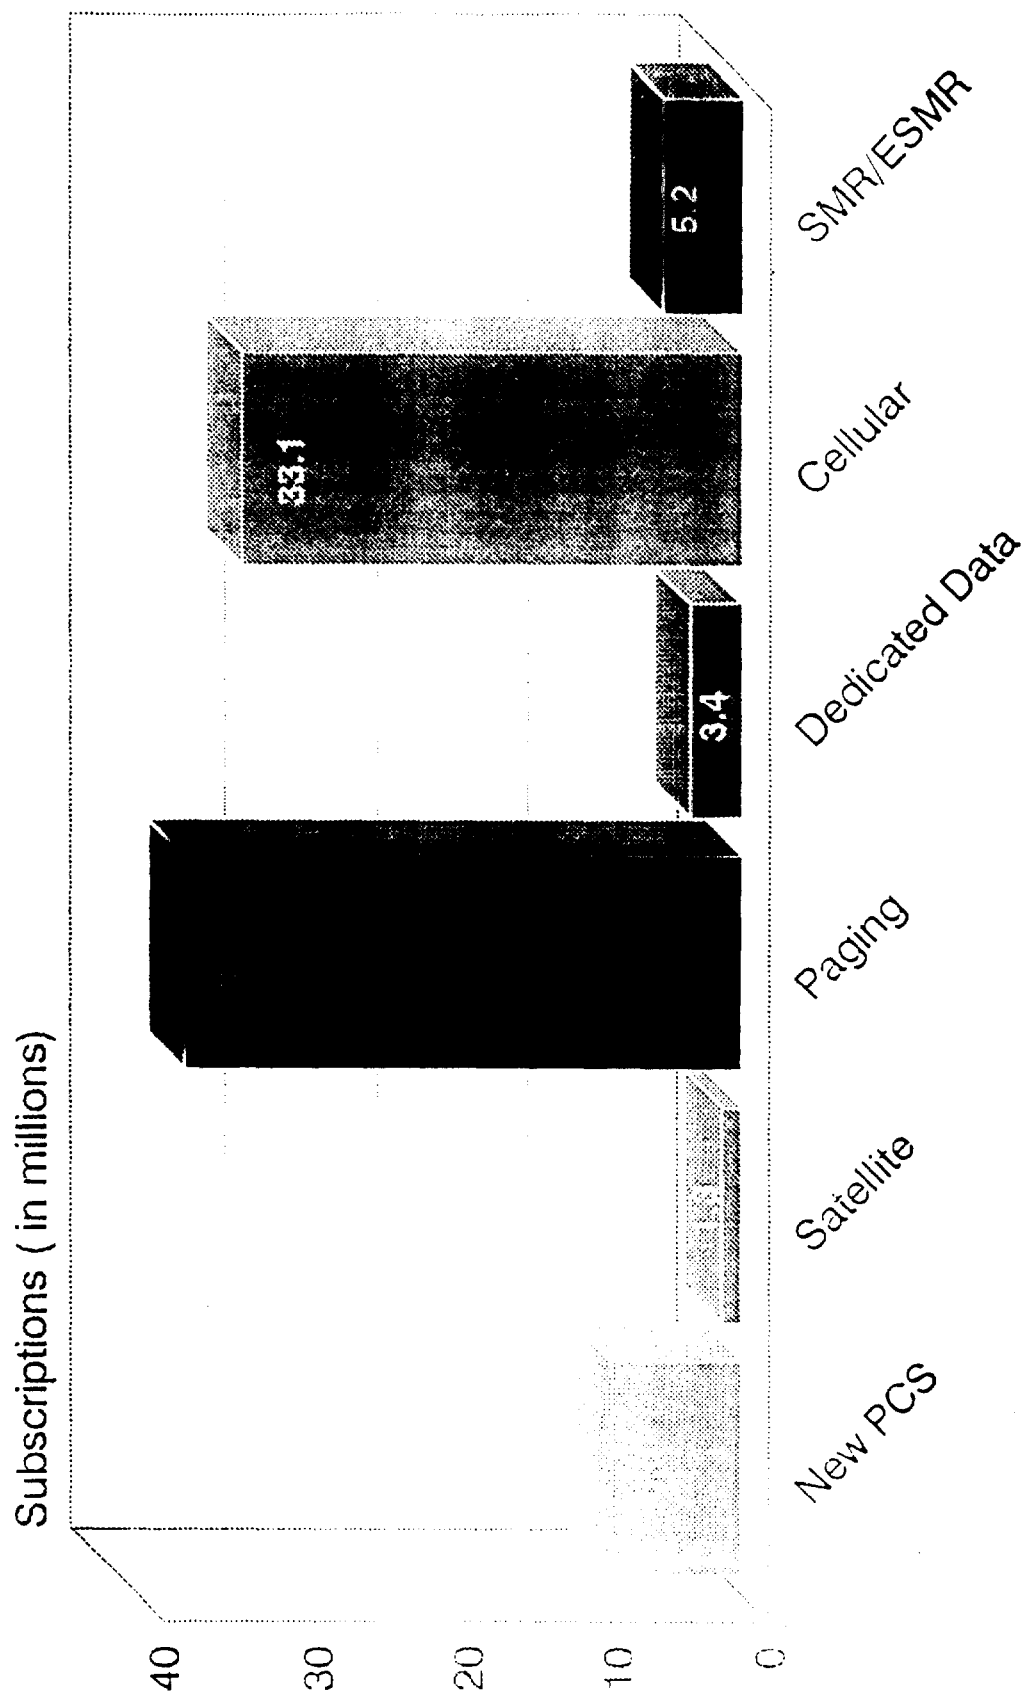 Subscriptions ( in millions)
40
30
20
10
0
33.1
5.2
3.4
New PCS
Satellite
Paging
Dedicated Data
Cellular
SMR/ESMR